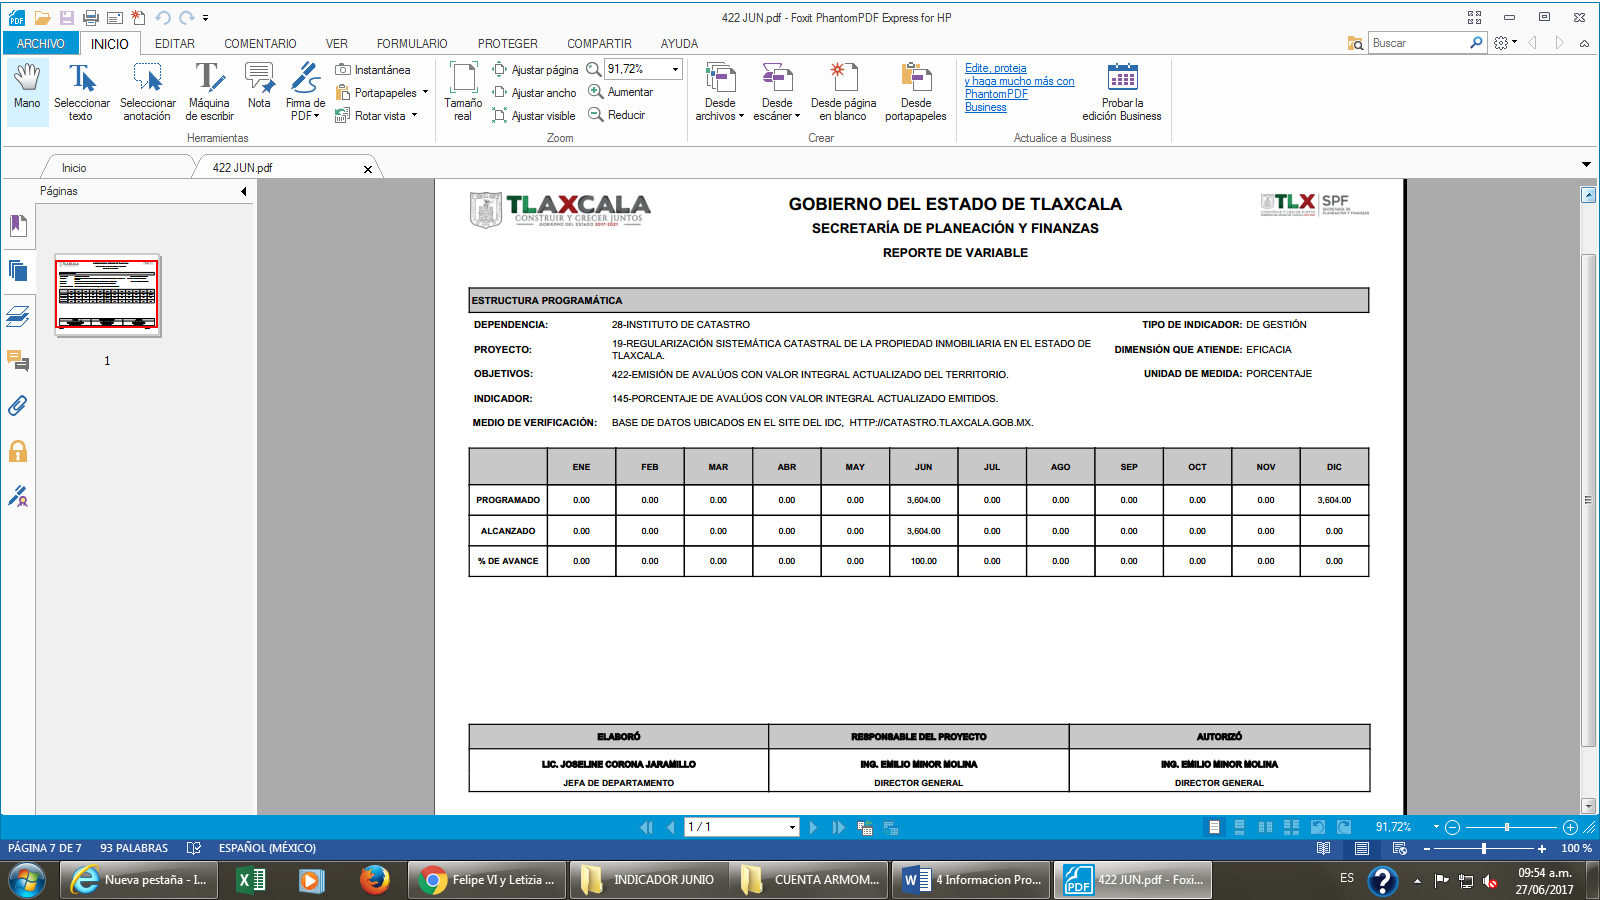 422 JUN.pdf - Foxit PhantomPDF Express for HP
ARCHIVO INICIO EDITAR COMENTARIO VER FORMULARIO PROTEGER COMPARTIR AYUDA Buscar
Mano
Seleccionar texto
Seleccionar anotación
Máquina de escribir
Nota
Firma de PDF
Instantánea
Portapapeles
Rotar vista
Herramientas
Tamaño real
Ajustar página
Ajustar ancho
Ajustar visible
91,72%
Aumentar
Reducir
Zoom
Desde archivos
Desde escáner
Desde página en blanco
Desde portapapeles
Crear
Edite, proteja
y haga mucho más con
PhantomPDF
Business
Probar la edición Business
Actualice a Business
Inicio 422 JUN.pdf
Páginas
1
TLAXCALA
CONSTRUIR Y CRECER JUNTOS
GOBIERNO DEL ESTADO 2017-2021
GOBIERNO DEL ESTADO DE TLAXCALA
SECRETARÍA DE PLANEACIÓN Y FINANZAS
REPORTE DE VARIABLE
TLX SPF
ESTRUCTURA PROGRAMÁTICA
DEPENDENCIA: 28-INSTITUTO DE CATASTRO TIPO DE INDICADOR: DE GESTIÓN
PROYECTO: 19-REGULARIZACIÓN SISTEMÁTICA CATASTRAL DE LA PROPIEDAD INMOBILIARIA EN EL ESTADO DE TLAXCALA. DIMENSIÓN QUE ATIENDE: EFICACIA
OBJETIVOS: 422-EMISIÓN DE AVALÚOS CON VALOR INTEGRAL ACTUALIZADO DEL TERRITORIO. UNIDAD DE MEDIDA: PORCENTAJE
INDICADOR: 145-PORCENTAJE DE AVALÚOS CON VALOR INTEGRAL ACTUALIZADO EMITIDOS.
MEDIO DE VERIFICACIÓN: BASE DE DATOS UBICADOS EN EL SITE DEL IDC, HTTP://CATASTRO.TLAXCALA.GOB.MX.
ENE FEB MAR ABR MAY JUN JUL AGO SEP OCT NOV DIC
PROGRAMADO 0.00 0.00 0.00 0.00 0.00 3,604.00 0.00 0.00 0.00 0.00 0.00 3,604.00
ALCANZADO 0.00 0.00 0.00 0.00 0.00 3,604.00 0.00 0.00 0.00 0.00 0.00 0.00
% DE AVANCE 0.00 0.00 0.00 0.00 0.00 100.00 0.00 0.00 0.00 0.00 0.00 0.00
ELABORÓ RESPONSABLE DEL PROYECTO AUTORIZÓ
LIC. JOSELINE CORONA JARAMILLO ING. EMILIO MINOR MOLINA ING. EMILIO MINOR MOLINA
JEFA DE DEPARTAMENTO DIRECTOR GENERAL DIRECTOR GENERAL
1 / 1 91,72%
PÁGINA 7 DE 7 93 PALABRAS ESPAÑOL (MÉXICO) 100 %
Nueva pestaña - I... Felipe VI y Letizia ... INDICADOR JUNIO CUENTA ARMOM... 4 Informacion Pro... 422 JUN.pdf - Foxi... ES 09:54 a.m.
27/06/2017